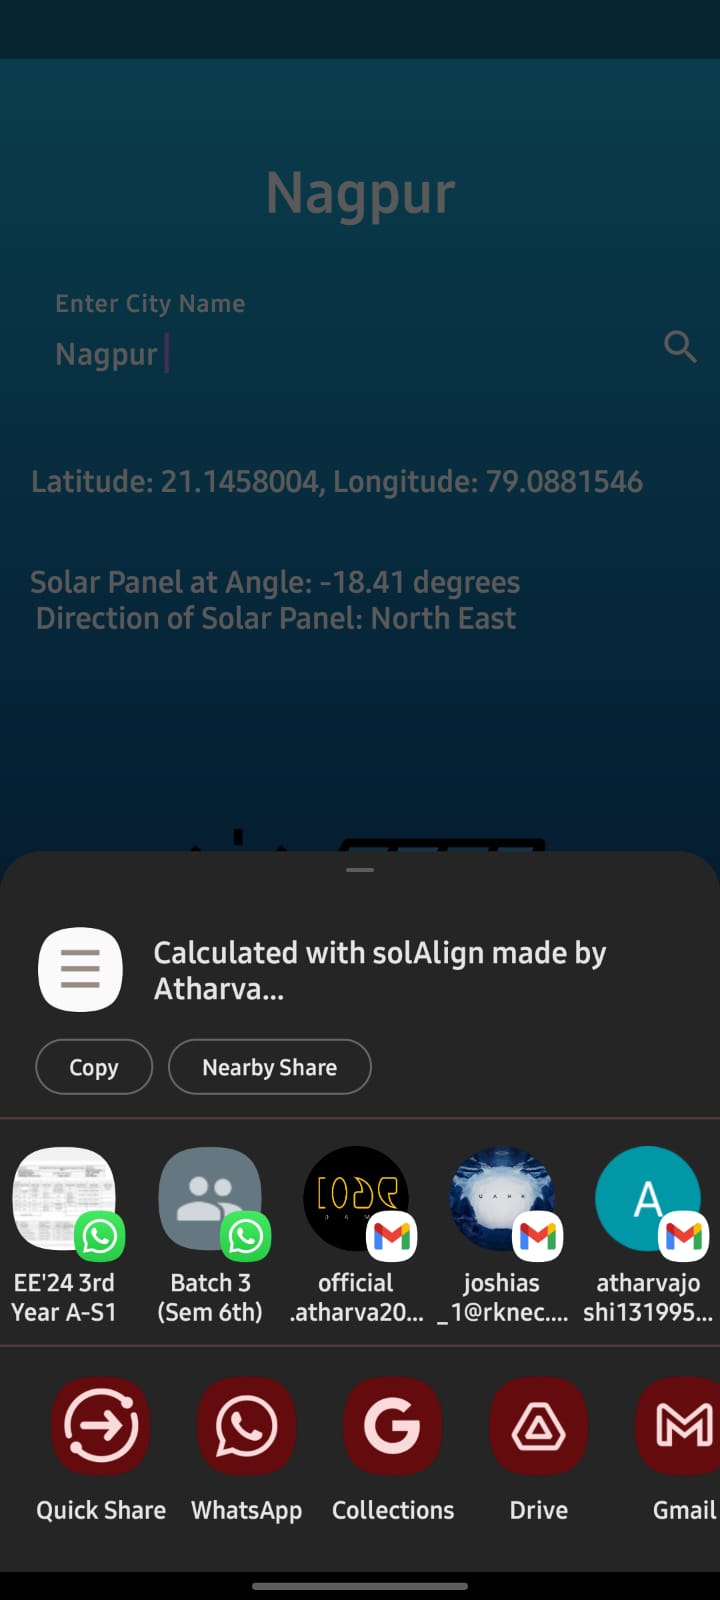 Nagpur
Enter City Name
Nagpur
Latitude: 21.1458004, Longitude: 79.0881546
Solar Panel at Angle: -18.41 degrees
Direction of Solar Panel: North East
Calculated with solAlign made by
Atharva...
Copy
Nearby Share
EE'24 3rd
Year A-S1
Batch 3
(Sem 6th)
official
.atharva20...
joshias
_1@rknec....
atharvajo
shi131995...
Quick Share
WhatsApp
Collections
Drive
Gmail